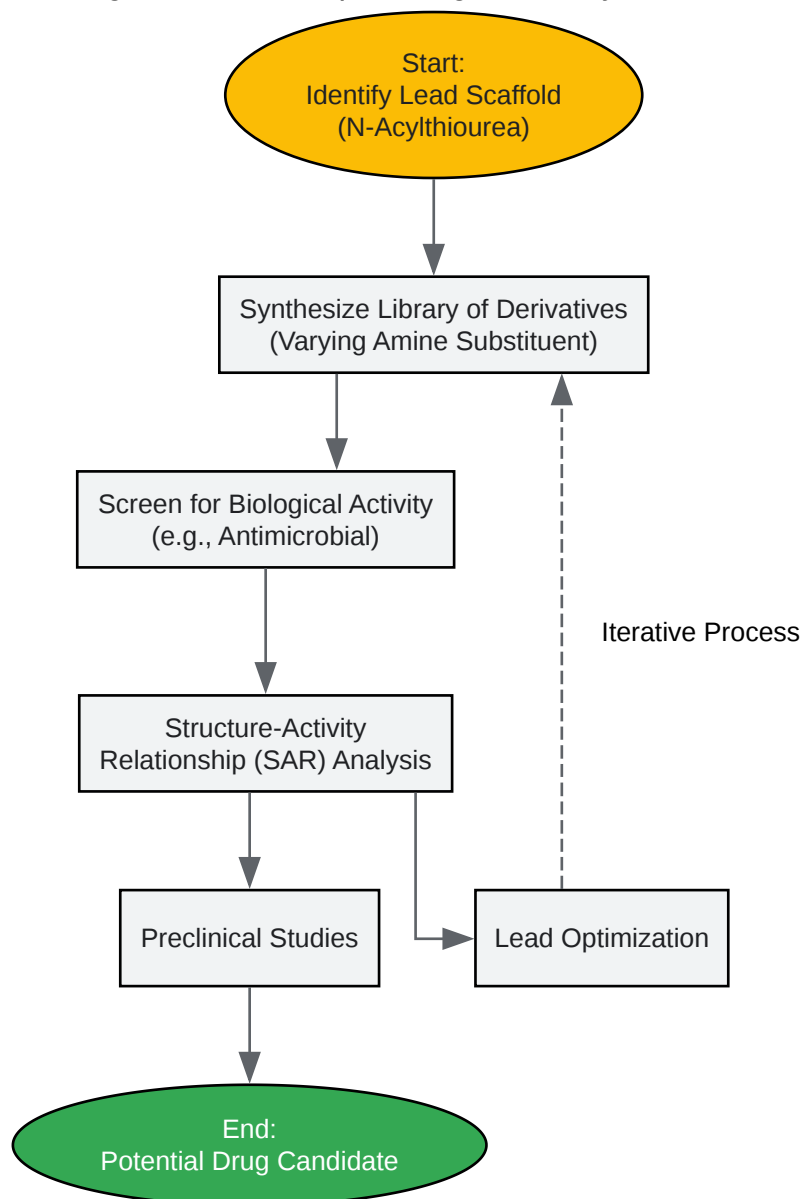 Start:
Identify Lead Scaffold
(N-Acylthiourea)
Synthesize Library of Derivatives
(Varying Amine Substituent)
Screen for Biological Activity
(e.g., Antimicrobial)
Iterative Process
Structure-Activity
Relationship (SAR) Analysis
Preclinical Studies
Lead Optimization
End:
Potential Drug Candidate